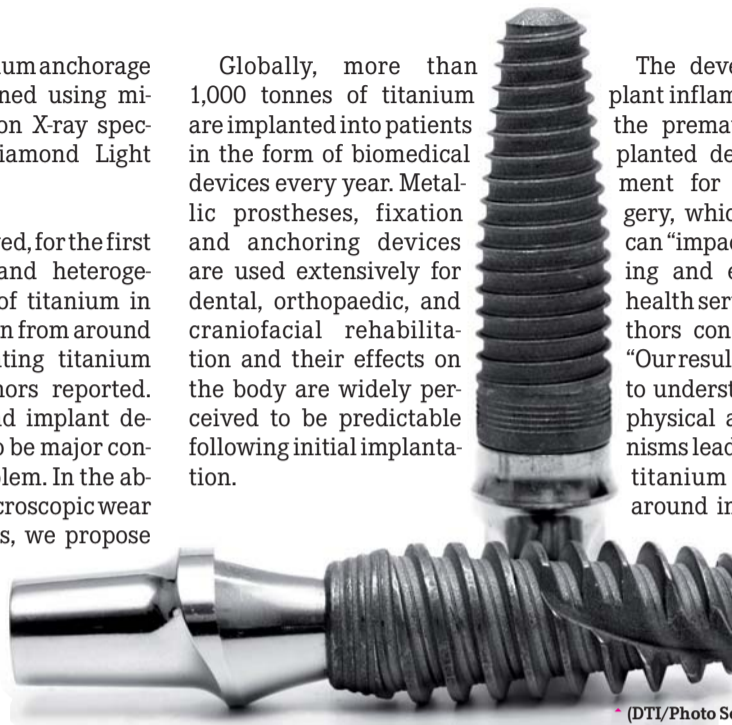 um anchorage
ned using mi-
on X-ray spec-
iamond Light
ed, for the first
and heteroge-
of titanium in
n from around
ting titanium
hors reported.
nd implant de-
o be major con-
lem. In the ab-
croscopic wear
s, we propose
Globally, more than
1,000 tonnes of titanium
are implanted into patients
in the form of biomedical
devices every year. Metal-
lic prostheses, fixation
and anchoring devices
are used extensively for
dental, orthopaedic, and
craniofacial rehabilita-
tion and their effects on
the body are widely per-
ceived to be predictable
following initial implanta-
tion.
The deve
plant inflam
the prema
planted de
ment for
gery, whic
can “impac
ing and e
health ser
thors con
“Our resul
to underst
physical a
nisms lead
titanium
around in
(DTI/Photo Se